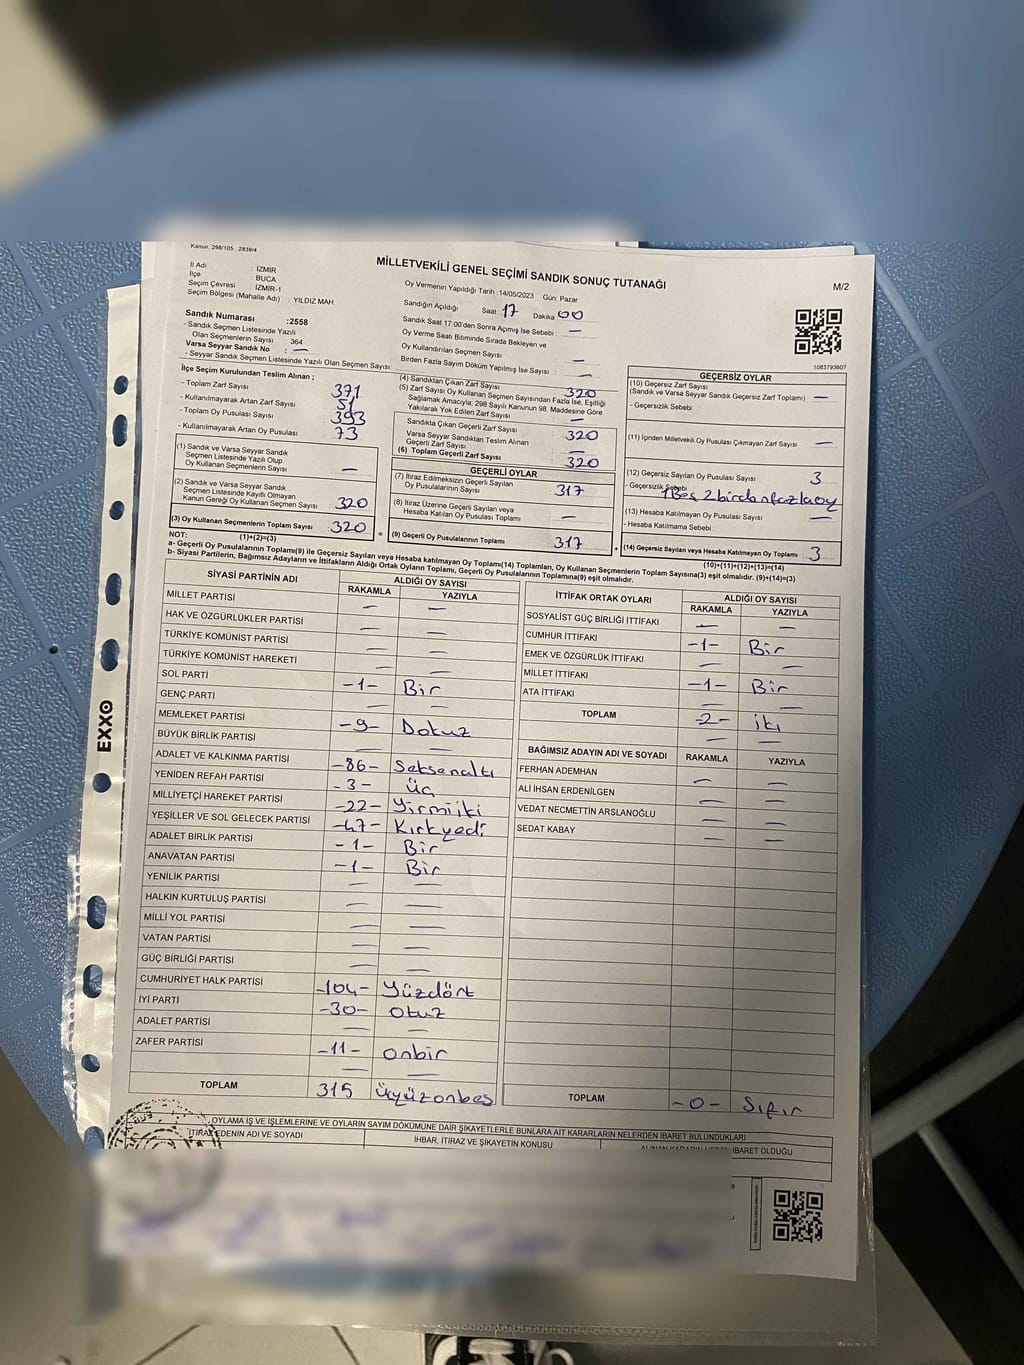 Kanun: 298/105 ; 2839/4
MİLLETVEKİLİ GENEL SEÇİMİ SANDIK SONUÇ TUTANAĞI
M/2
İl Adı : İZMİR
İlçe : BUCA
Seçim Çevresi : İZMİR-1
Seçim Bölgesi (Mahalle Adı) : YILDIZ MAH.
Sandık Numarası :2558
- Sandık Seçmen Listesinde Yazılı
Olan Seçmenlerin Sayısı : 364
Varsa Seyyar Sandık No : —
- Seyyar Sandık Seçmen Listesinde Yazılı Olan Seçmen Sayısı:
Oy Vermenin Yapıldığı Tarih :14/05/2023 Gün: Pazar
Sandığın Açıldığı Saat 17 Dakika 00
Sandık Saat 17.00'den Sonra Açmış İse Sebebi : —
Oy Verme Saati Bitiminde Sırada Bekleyen ve
Oy Kullandırılan Seçmen Sayısı —
Birden Fazla Sayım Döküm Yapılmış İse Sayısı : —
1083793607
İlçe Seçim Kurulundan Teslim Alınan ;
- Toplam Zarf Sayısı 371
- Kullanılmayarak Artan Zarf Sayısı 51
- Toplam Oy Pusulası Sayısı 393
- Kullanılmayarak Artan Oy Pusulası 73
(1) Sandık ve Varsa Seyyar Sandık
Seçmen Listesinde Yazılı Olup
Oy Kullanan Seçmenlerin Sayısı —
(2) Sandık ve Varsa Seyyar Sandık
Seçmen Listesinde Kayıtlı Olmayan
Kanun Gereği Oy Kullanan Seçmen Sayısı 320
(3) Oy Kullanan Seçmenlerin Toplam Sayısı 320
(1)+(2)=(3)
(4) Sandıktan Çıkan Zarf Sayısı 320
(5) Zarf Sayısı Oy Kullanan Seçmen Sayısından Fazla İse, Eşitliği
Sağlamak Amacıyla; 298 Sayılı Kanunun 98. Maddesine Göre
Yakılarak Yok Edilen Zarf Sayısı —
Sandıkta Çıkan Geçerli Zarf Sayısı 320
Varsa Seyyar Sandıktan Teslim Alınan
Geçerli Zarf Sayısı —
(6) Toplam Geçerli Zarf Sayısı 320
GEÇERLİ OYLAR
(7) İtiraz Edilmeksizin Geçerli Sayılan
Oy Pusulalarının Sayısı 317
(8) İtiraz Üzerine Geçerli Sayılan veya
Hesaba Katılan Oy Pusulası Toplamı —
= (9) Geçerli Oy Pusulalarının Toplamı 317
GEÇERSİZ OYLAR
(10) Geçersiz Zarf Sayısı
(Sandık ve Varsa Seyyar Sandık Geçersiz Zarf Toplamı) —
- Geçersizlik Sebebi
(11) İçinden Milletvekili Oy Pusulası Çıkmayan Zarf Sayısı —
(12) Geçersiz Sayılan Oy Pusulası Sayısı 3
- Geçersizlik Sebebi 1 Boş 2 birden fazla oy
(13) Hesaba Katılmayan Oy Pusulası Sayısı —
- Hesaba Katılmama Sebebi :
+ (14) Geçersiz Sayılan veya Hesaba Katılmayan Oy Toplamı 3
(10)+(11)+(12)+(13)=(14)
NOT:
a- Geçerli Oy Pusulalarının Toplamı(9) ile Geçersiz Sayılan veya Hesaba katılmayan Oy Toplamı(14) Toplamları, Oy Kullanan Seçmenlerin Toplam Sayısına(3) eşit olmalıdır. (9)+(14)=(3)
b- Siyasi Partilerin, Bağımsız Adayların ve İttifakların Aldığı Ortak Oyların Toplamı, Geçerli Oy Pusulalarının Toplamına(9) eşit olmalıdır.
SİYASİ PARTİNİN ADI
ALDIĞI OY SAYISI
RAKAMLA YAZIYLA
MİLLET PARTİSİ — —
HAK VE ÖZGÜRLÜKLER PARTİSİ — —
TÜRKİYE KOMÜNİST PARTİSİ — —
TÜRKİYE KOMÜNİST HAREKETİ — —
SOL PARTİ -1- Bir
GENÇ PARTİ — —
MEMLEKET PARTİSİ -9- Dokuz
BÜYÜK BİRLİK PARTİSİ — —
ADALET VE KALKINMA PARTİSİ -86- Seksenaltı
YENİDEN REFAH PARTİSİ -3- Üç
MİLLİYETÇİ HAREKET PARTİSİ -22- Yirmiiki
YEŞİLLER VE SOL GELECEK PARTİSİ -47- Kırkyedi
ADALET BİRLİK PARTİSİ -1- Bir
ANAVATAN PARTİSİ -1- Bir
YENİLİK PARTİSİ — —
HALKIN KURTULUŞ PARTİSİ — —
MİLLİ YOL PARTİSİ — —
VATAN PARTİSİ — —
GÜÇ BİRLİĞİ PARTİSİ — —
CUMHURİYET HALK PARTİSİ -104- Yüzdört
İYİ PARTİ -30- Otuz
ADALET PARTİSİ — —
ZAFER PARTİSİ -11- onbir
— —
TOPLAM 315 Üçyüzonbeş
İTTİFAK ORTAK OYLARI
ALDIĞI OY SAYISI
RAKAMLA YAZIYLA
SOSYALİST GÜÇ BİRLİĞİ İTTİFAKI — —
CUMHUR İTTİFAKI -1- Bir
EMEK VE ÖZGÜRLÜK İTTİFAKI — —
MİLLET İTTİFAKI -1- Bir
ATA İTTİFAKI — —
TOPLAM 2- iki
— —
BAĞIMSIZ ADAYIN ADI VE SOYADI RAKAMLA YAZIYLA
FERHAN ADEMHAN — —
ALİ İHSAN ERDENİLGEN — —
VEDAT NECMETTİN ARSLANOĞLU — —
SEDAT KABAY — —
TOPLAM -0- Sıfır
OYLAMA İŞ VE İŞLEMLERİNE VE OYLARIN SAYIM DÖKÜMÜNE DAİR ŞİKAYETLERLE BUNLARA AİT KARARLARIN NELERDEN İBARET BULUNDUKLARI
İTİRAZ EDENİN ADI VE SOYADI
İHBAR, İTİRAZ VE ŞİKAYETİN KONUSU
ALINAN KARARIN NEDEN İBARET OLDUĞU
EXXO